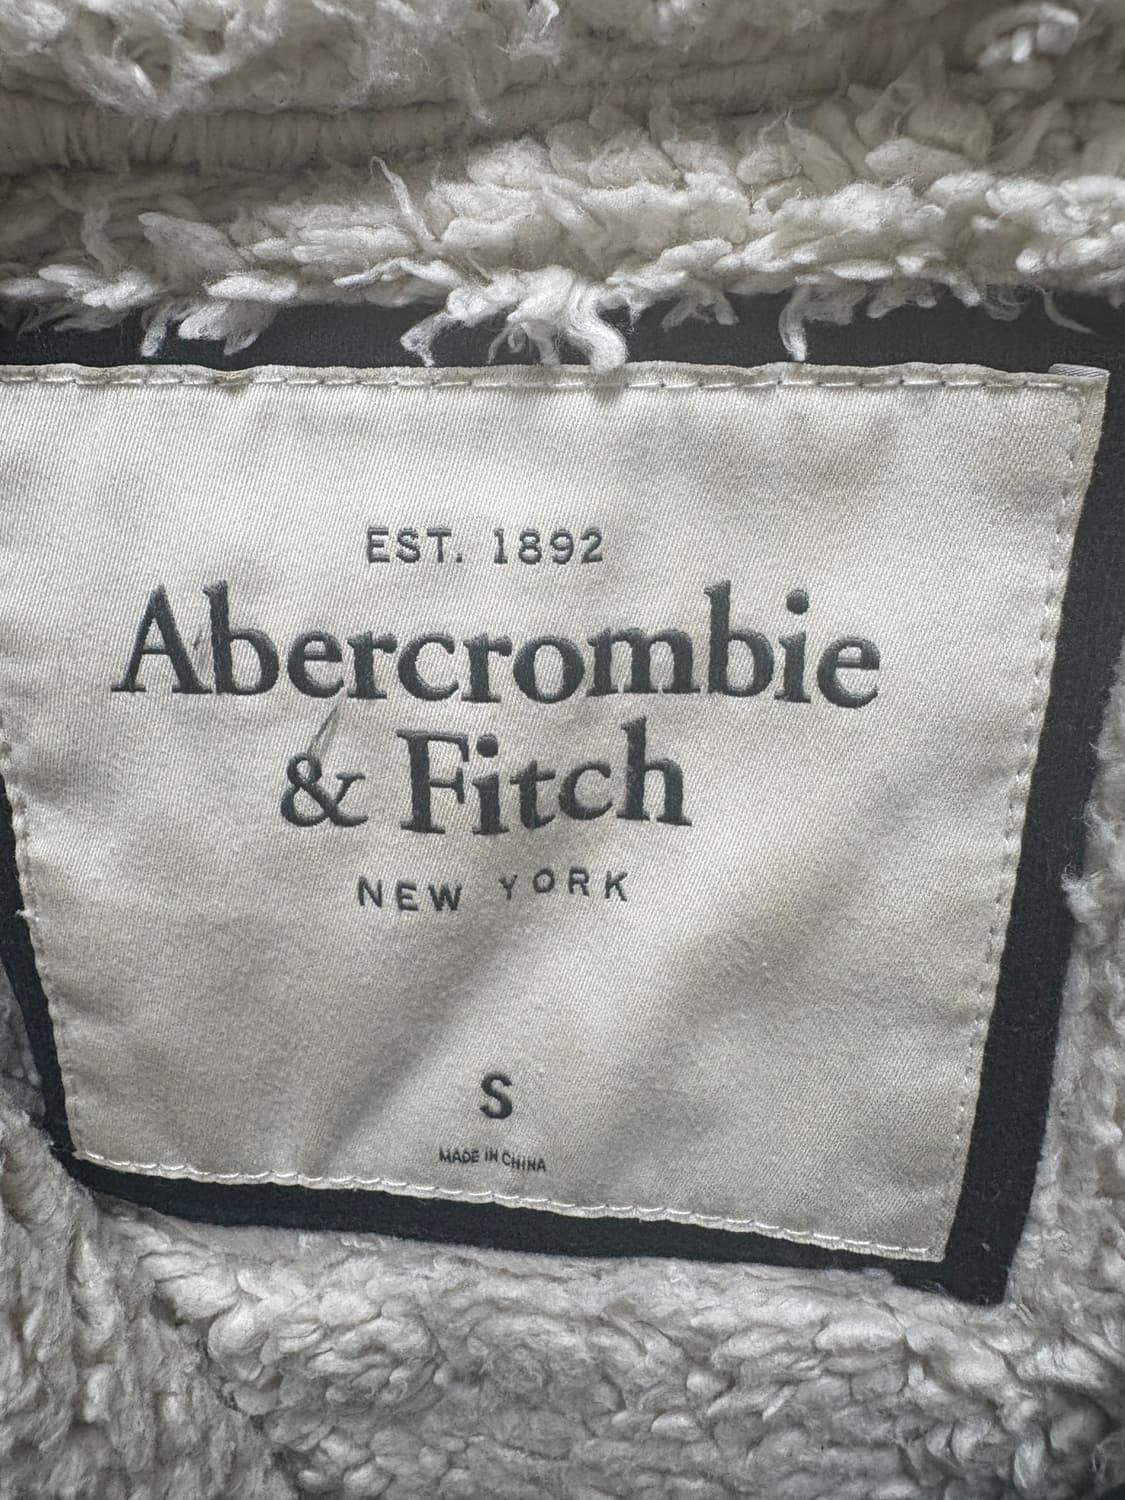 EST. 1892
Abercrombie
& Fitch
NEW YORK
S
MADE IN CHINA